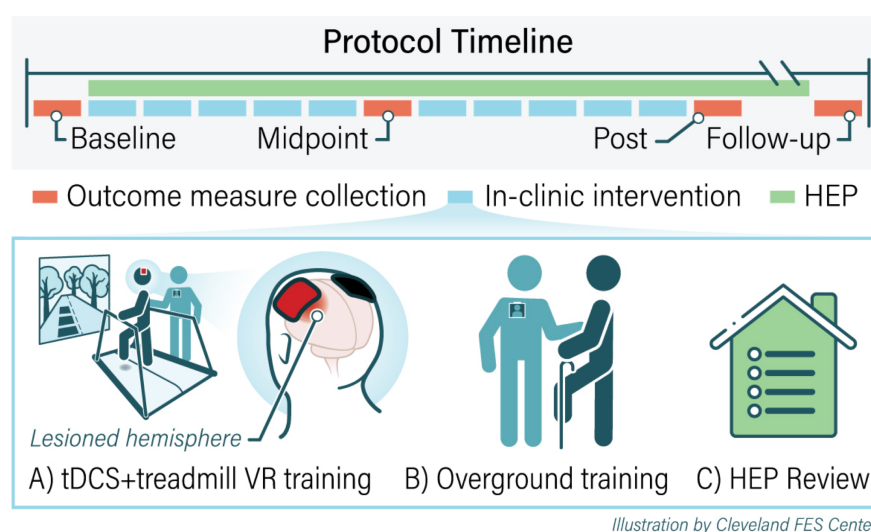 Protocol Timeline
Baseline Midpoint Post Follow-up
Outcome measure collection In-clinic intervention HEP
Lesioned hemisphere
A) tDCS+treadmill VR training B) Overground training C) HEP Review
Illustration by Cleveland FES Cente